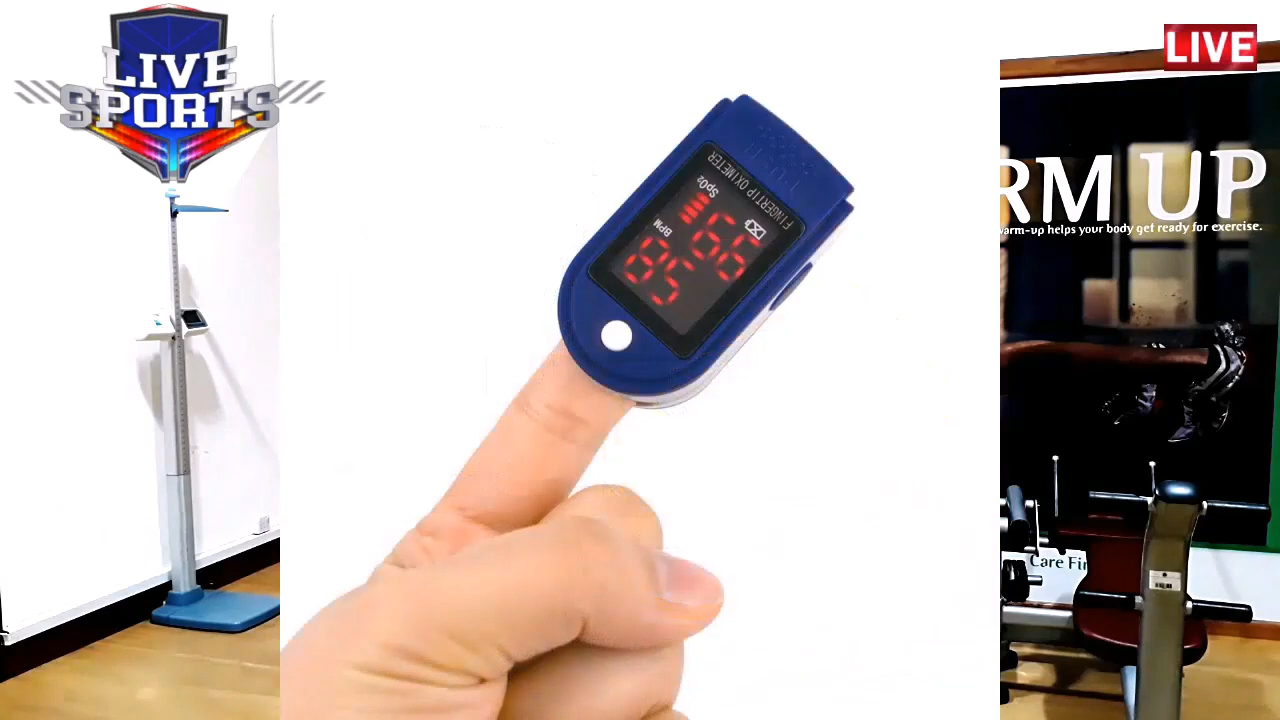 LIVE
SPORTS
LIVE
FINGERTIP OXIMETER
SpO2
99
BPM
58
RM UP
warm-up helps your body get ready for exercise.
Care Fi